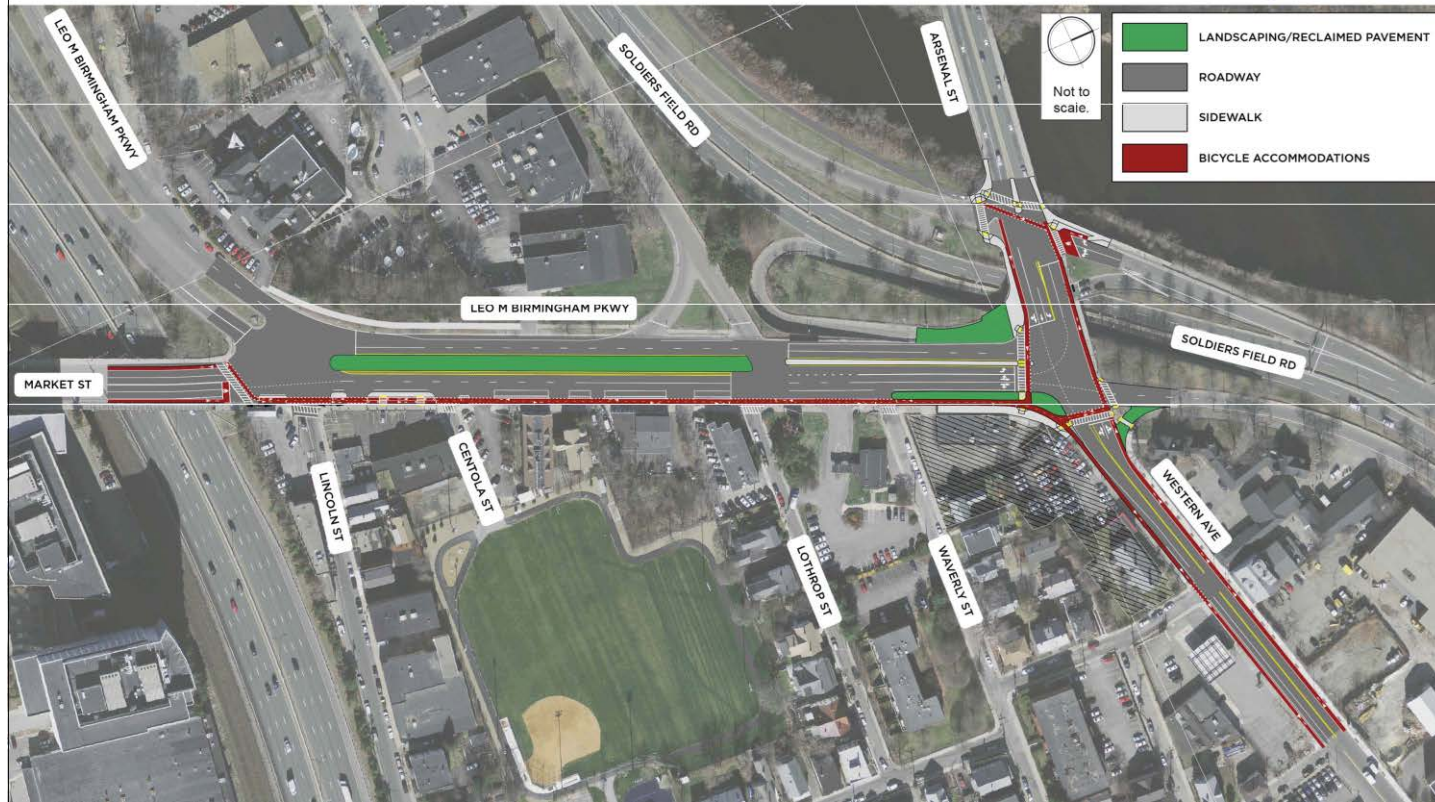 LEO M BIRMINGHAM PKWY
SOLDIERS FIELD RD
ARSENAL ST
Not to
scale.
LANDSCAPING/RECLAIMED PAVEMENT
ROADWAY
SIDEWALK
BICYCLE ACCOMMODATIONS
LEO M BIRMINGHAM PKWY
SOLDIERS FIELD RD
MARKET ST
LINCOLN ST
CENTOLA ST
LOTHROP ST
WAVERLY ST
WESTERN AVE